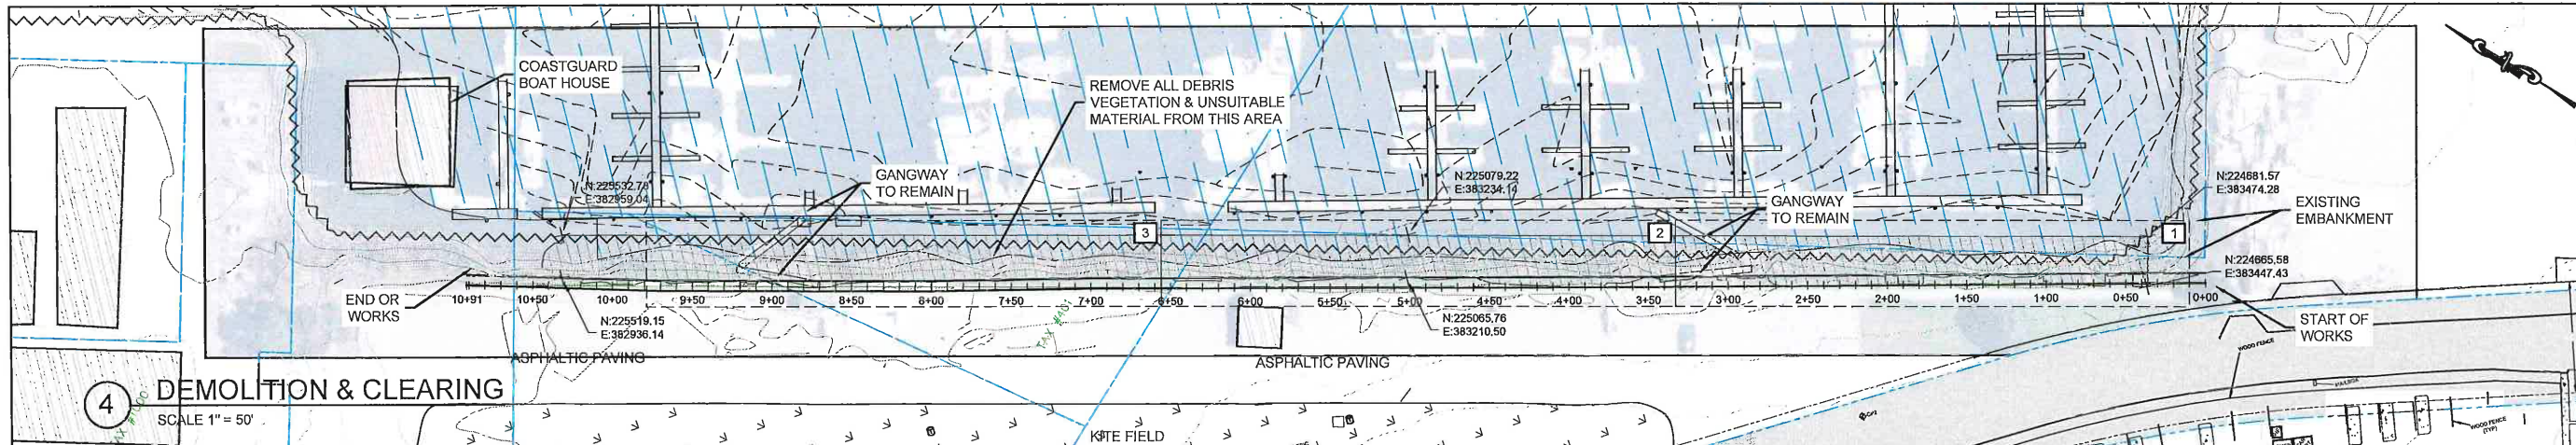 COASTGUARD
BOAT HOUSE
REMOVE ALL DEBRIS
VEGETATION & UNSUITABLE
MATERIAL FROM THIS AREA
GANGWAY
TO REMAIN
N:225532.78
E:382959.04
N:225079.22
E:383234.14
GANGWAY
TO REMAIN
N:224681.57
E:383474.28
EXISTING
EMBANKMENT
3
2
1
N:224665.58
E:383447.43
END OR
WORKS
10+91 10+50 10+00 9+50 9+00 8+50 8+00 7+50 7+00 6+50 6+00 5+50 5+00 4+50 4+00 3+50 3+00 2+50 2+00 1+50 1+00 0+50 0+00
N:225519.15
E:382936.14
N:225065.76
E:383210.50
START OF
WORKS
ASPHALTIC PAVING
ASPHALTIC PAVING
WOOD FENCE
4 DEMOLITION & CLEARING
SCALE 1" = 50'
KITE FIELD
WOOD FENCE
(TYP)